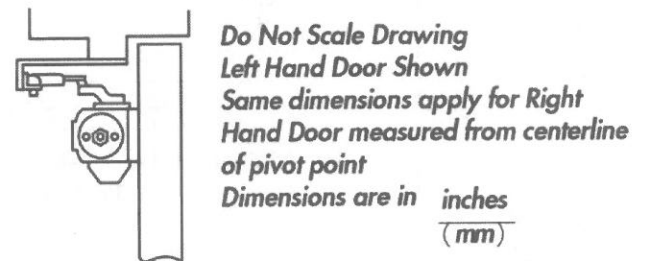 Do Not Scale Drawing
Left Hand Door Shown
Same dimensions apply for Right
Hand Door measured from centerline
of pivot point
Dimensions are in inches
(mm)